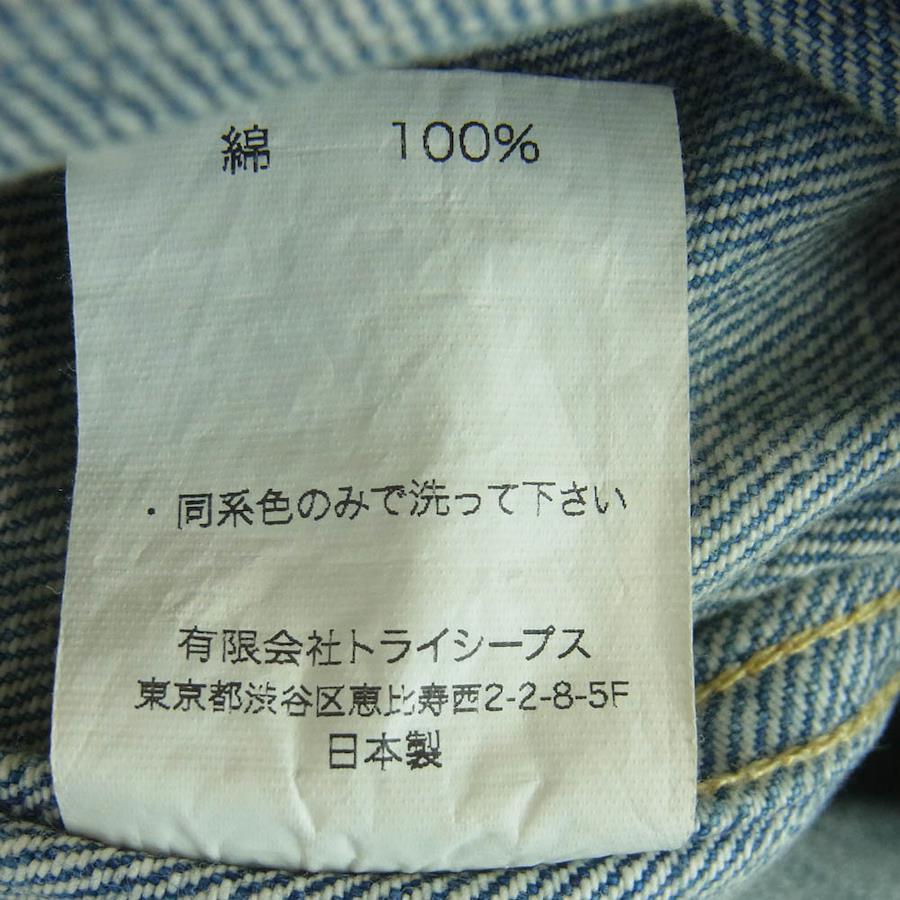 綿 100%
・同系色のみで洗って下さい
有限会社トライシープス
東京都渋谷区恵比寿西2-2-8-5F
日本製